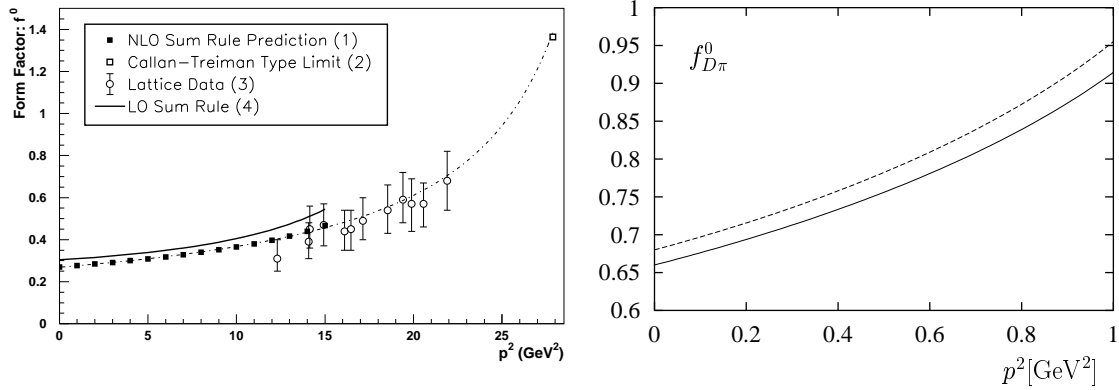 Form Factor: f⁰
1.4
1.2
1
0.8
0.6
0.4
0.2
0
NLO Sum Rule Prediction (1)
Callan−Treiman Type Limit (2)
Lattice Data (3)
LO Sum Rule (4)
0 5 10 15 20 25
p² (GeV²)
f⁰_Dπ
1
0.95
0.9
0.85
0.8
0.75
0.7
0.65
0.6
0 0.2 0.4 0.6 0.8 1
p²[GeV²]